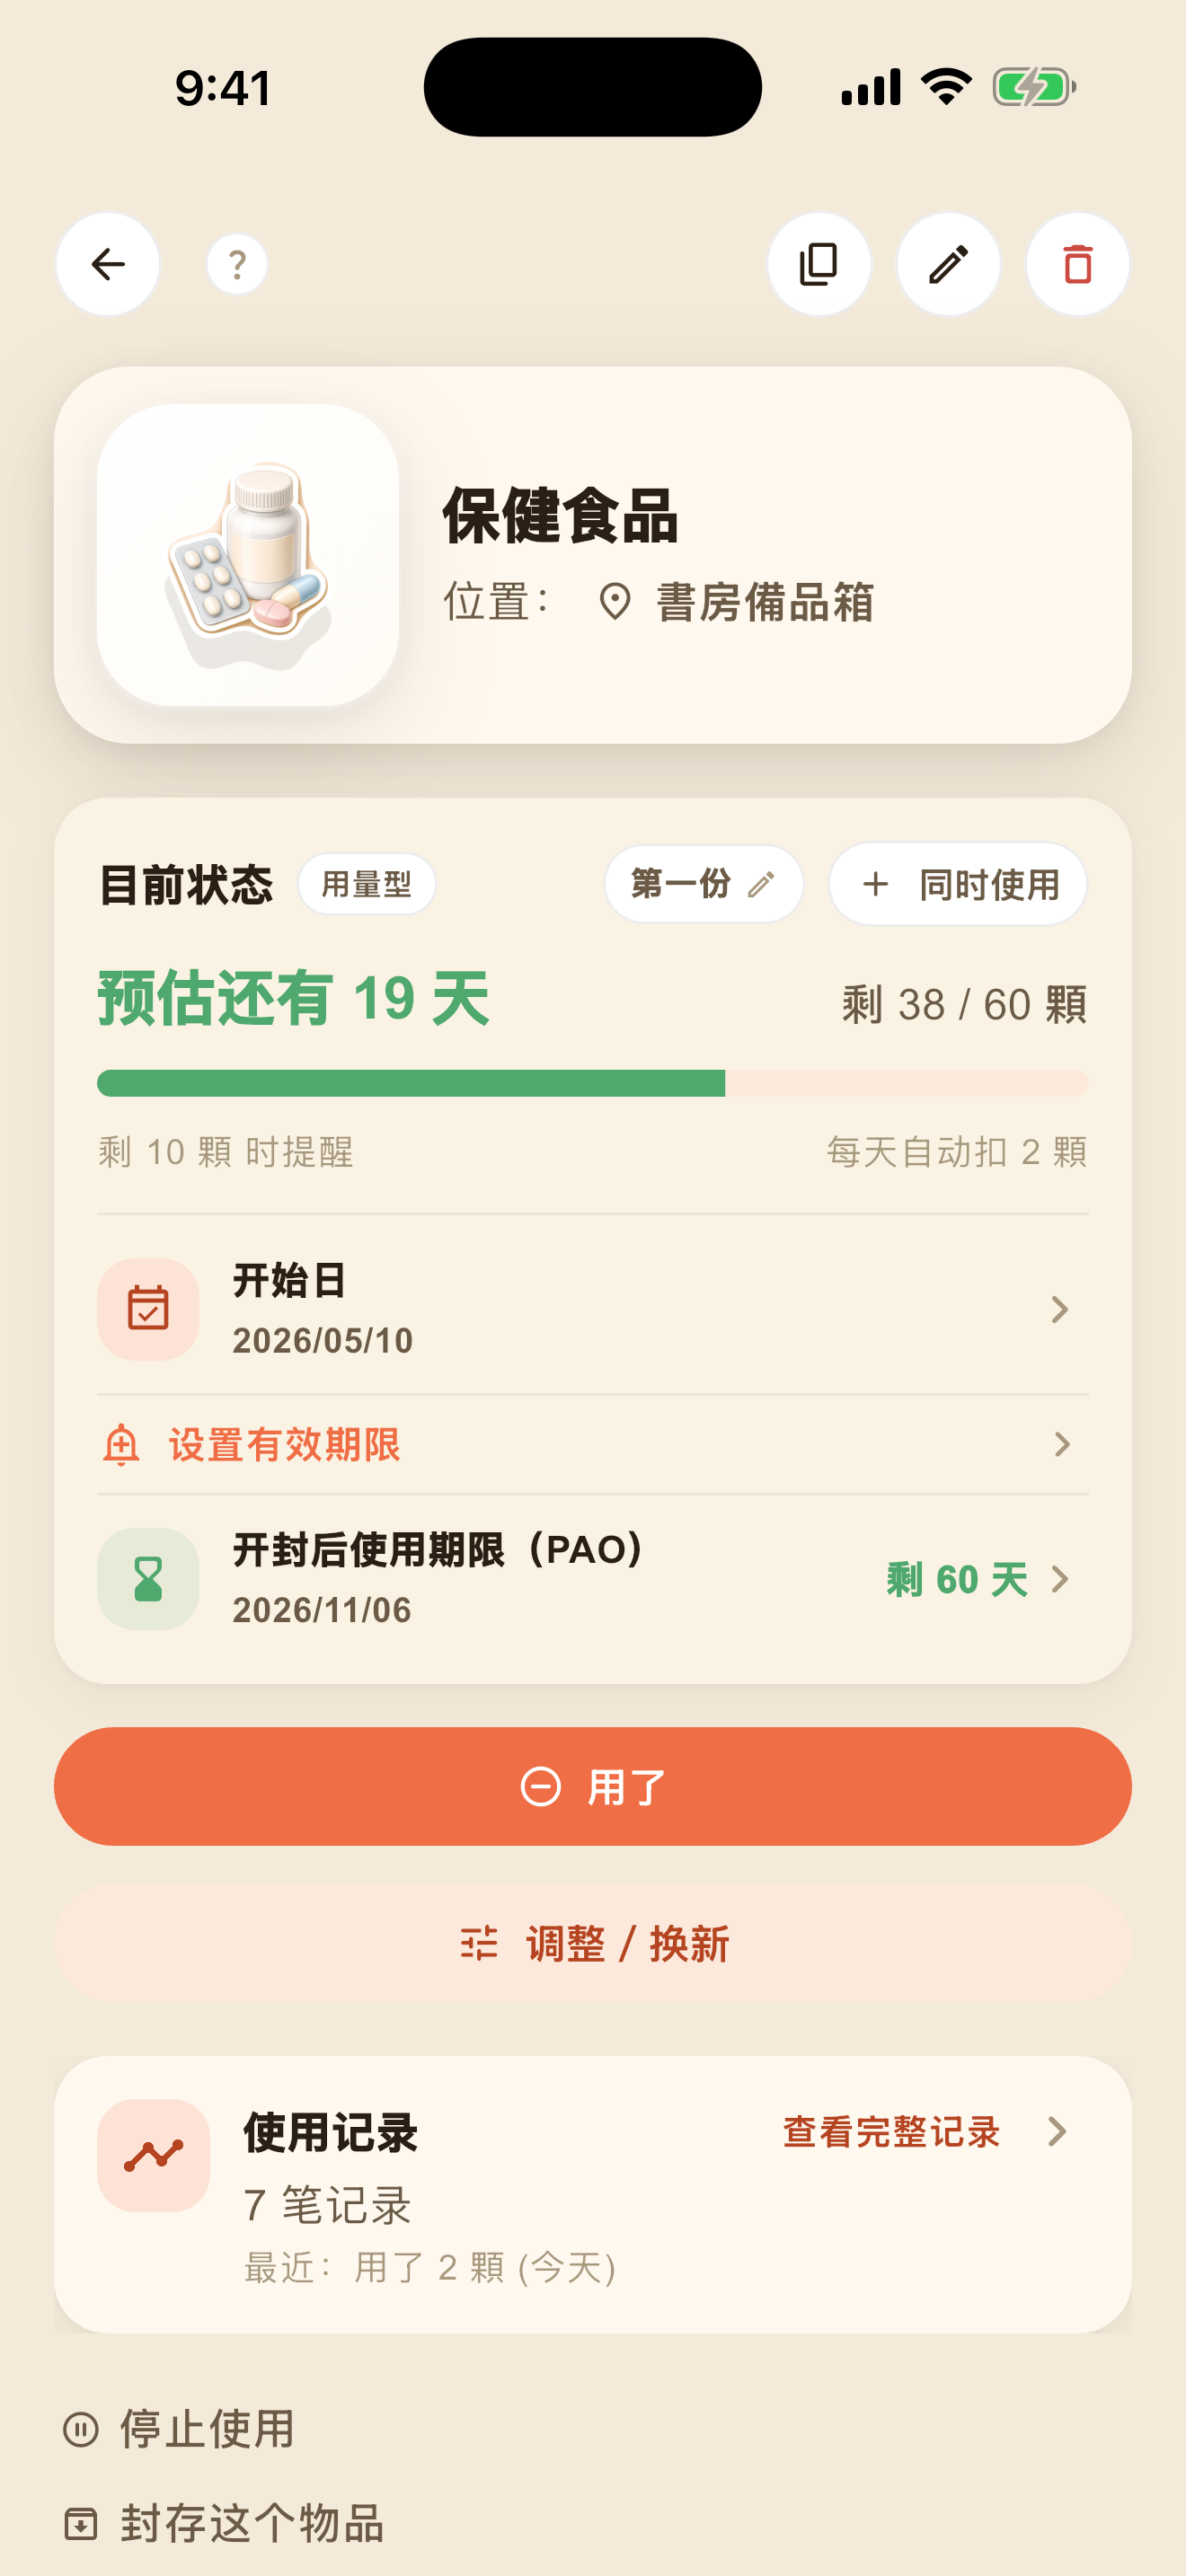 9:41
?
保健食品
位置： 書房備品箱
目前状态 用量型 第一份 + 同时使用
预估还有 19 天 剩 38 / 60 顆
剩 10 顆 时提醒 每天自动扣 2 顆
开始日
2026/05/10
设置有效期限
开封后使用期限（PAO）
2026/11/06
剩 60 天
用了
调整 / 换新
使用记录 查看完整记录
7 笔记录
最近：用了 2 顆 (今天)
停止使用
封存这个物品